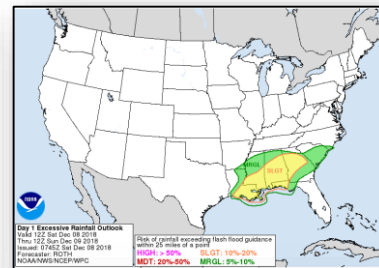 MRGL
SLGT
noaa
Day 1 Excessive Rainfall Outlook
Valid 12Z Sat Dec 08 2018
Thru 12Z Sun Dec 09 2018
Issued: 0745Z Sat Dec 08 2018
Forecaster: ROTH
NOAA/NWS/NCEP/WPC
Risk of rainfall exceeding flash flood guidance
within 25 miles of a point
HIGH: > 50% SLGT: 10%-20%
MDT: 20%-50% MRGL: 5%-10%